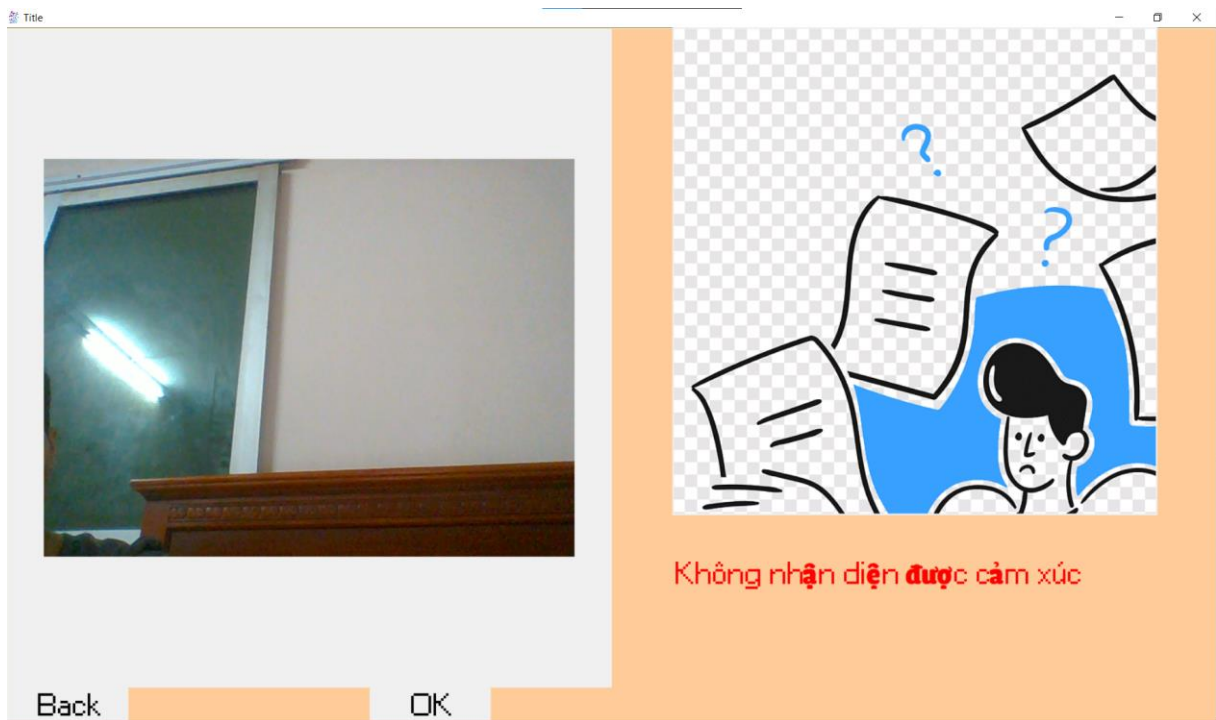 Title
?
?
Không nhận diện được cảm xúc
Back
OK